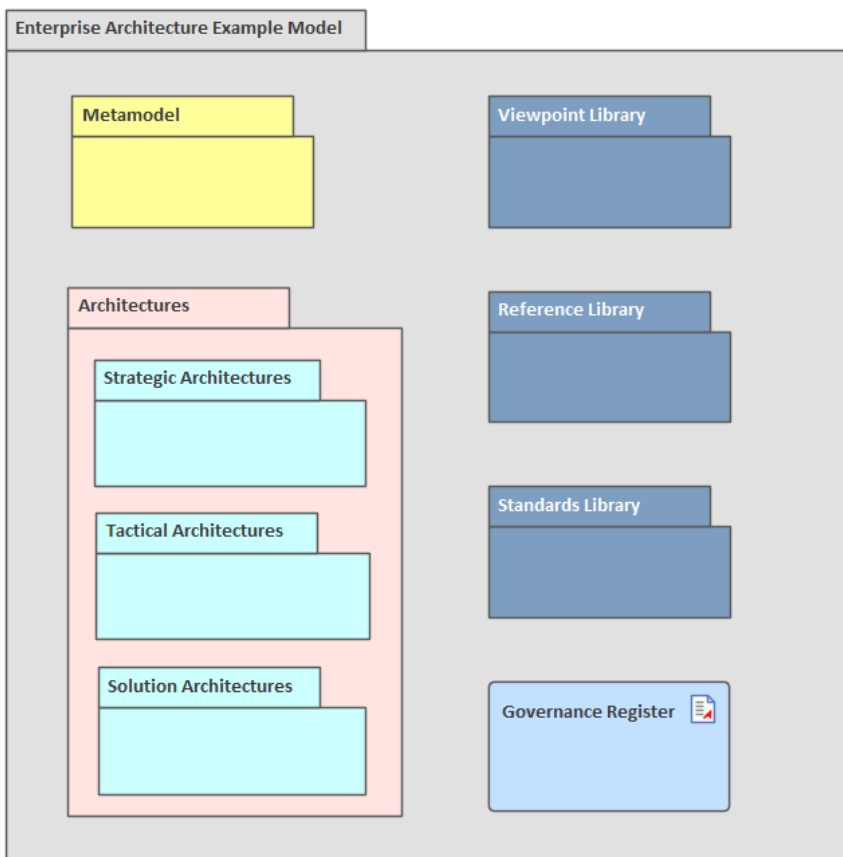 Enterprise Architecture Example Model
Metamodel
Viewpoint Library
Architectures
Reference Library
Strategic Architectures
Standards Library
Tactical Architectures
Solution Architectures
Governance Register